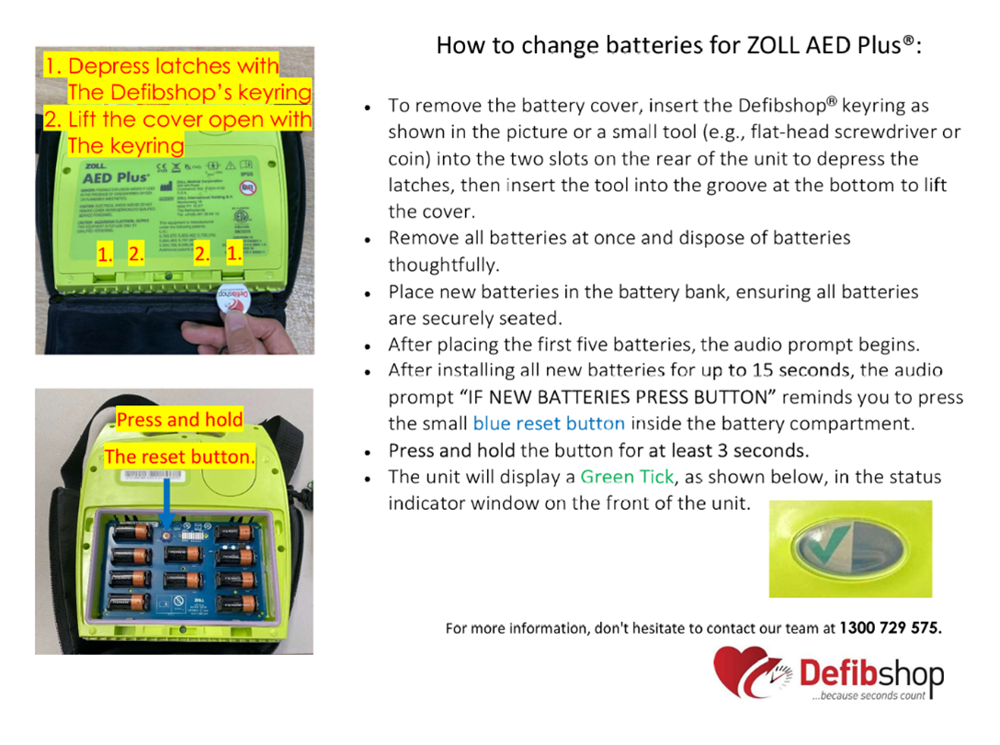 How to change batteries for ZOLL AED Plus®:
1. Depress latches with
The Defibshop's keyring
2. Lift the cover open with
The keyring
ZOLL
AED Plus®
IP55
ZOLL Medical Corporation
1. 2. 2. 1.
Defibshop
• To remove the battery cover, insert the Defibshop® keyring as
shown in the picture or a small tool (e.g., flat-head screwdriver or
coin) into the two slots on the rear of the unit to depress the
latches, then insert the tool into the groove at the bottom to lift
the cover.
• Remove all batteries at once and dispose of batteries
thoughtfully.
• Place new batteries in the battery bank, ensuring all batteries
are securely seated.
• After placing the first five batteries, the audio prompt begins.
• After installing all new batteries for up to 15 seconds, the audio
prompt “IF NEW BATTERIES PRESS BUTTON” reminds you to press
the small blue reset button inside the battery compartment.
• Press and hold the button for at least 3 seconds.
• The unit will display a Green Tick, as shown below, in the status
indicator window on the front of the unit.
Press and hold
The reset button.
ZOLL
For more information, don't hesitate to contact our team at 1300 729 575.
Defibshop
...because seconds count